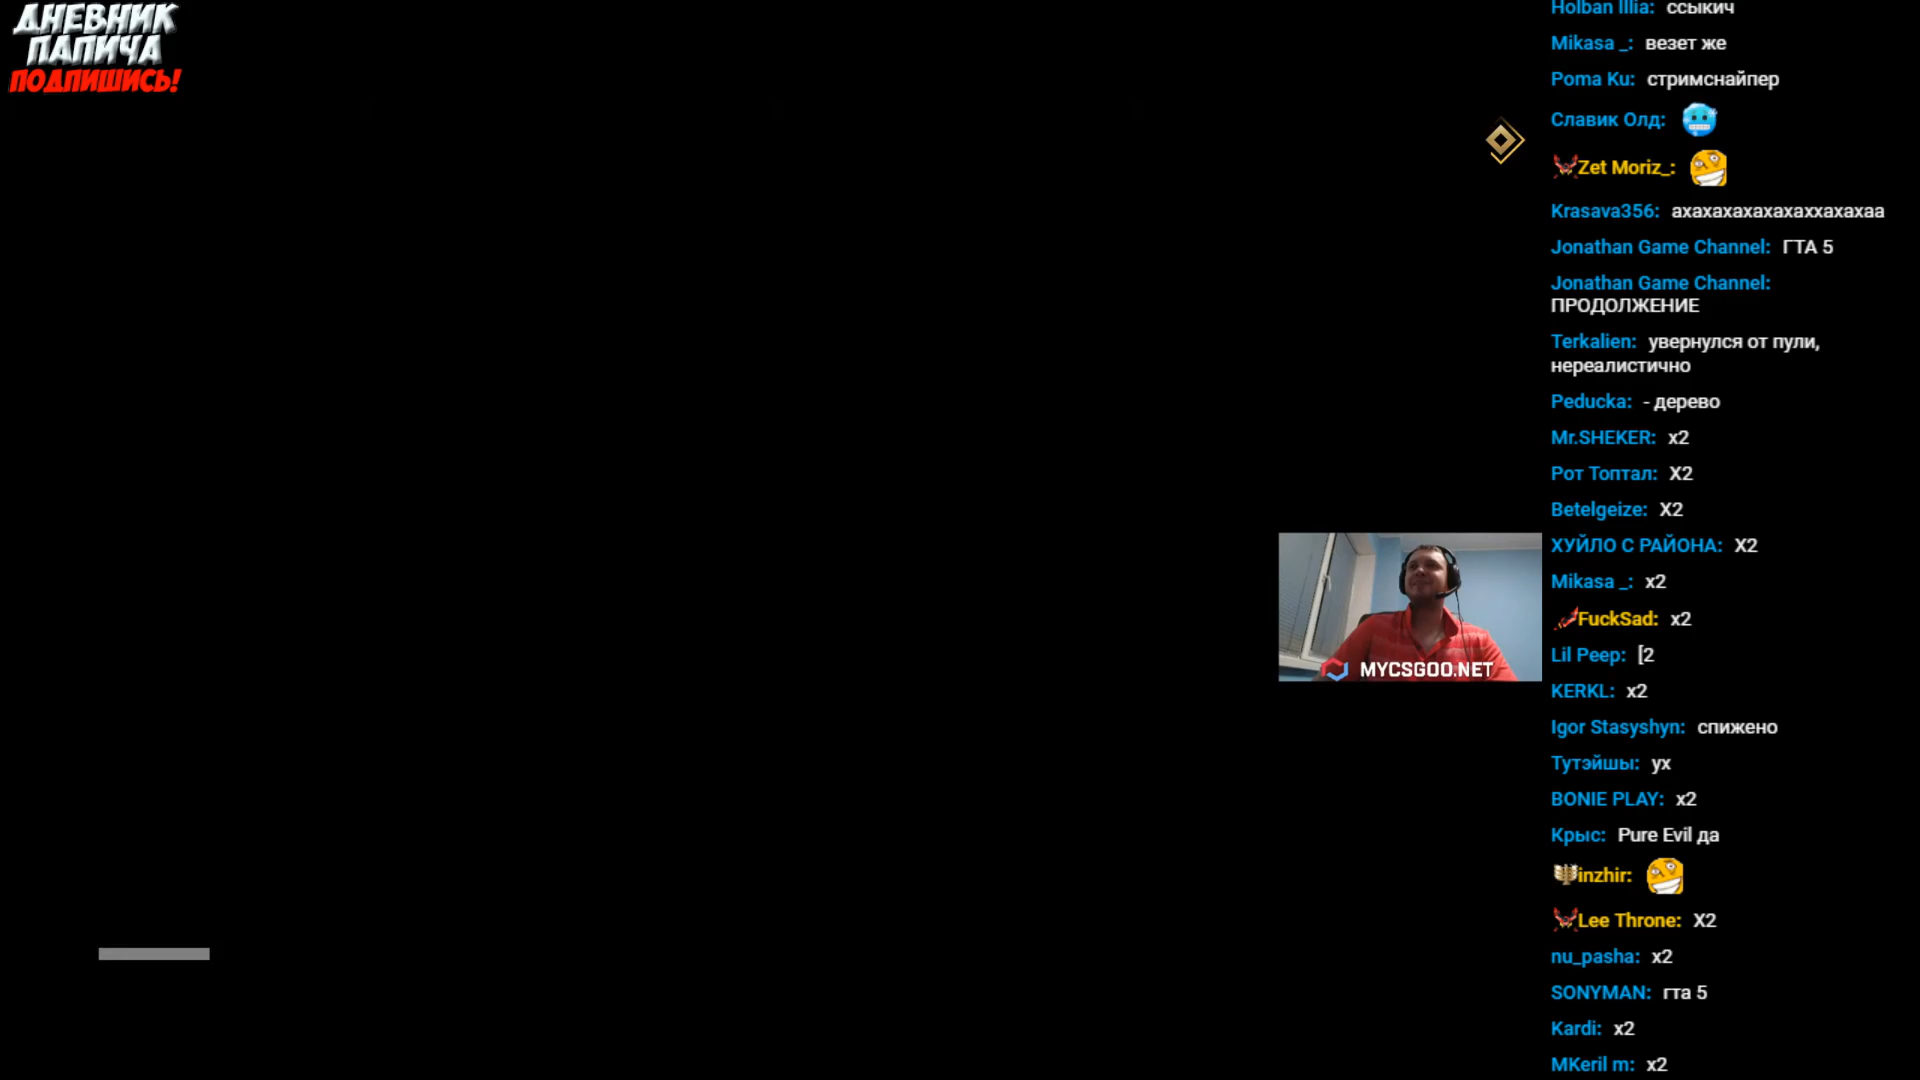 ДНЕВНИК
ПАПИЧА
ПОДПИШИСЬ!
Holban Illia: ссыкич
Mikasa _: везет же
Poma Ku: стримснайпер
Славик Олд:
Zet Moriz_:
Krasava356: ахахахахахахаххахахаа
Jonathan Game Channel: ГТА 5
Jonathan Game Channel:
ПРОДОЛЖЕНИЕ
Terkalien: увернулся от пули,
нереалистично
Peducka: - дерево
Mr.SHEKER: x2
Рот Топтал: X2
Betelgeize: X2
ХУЙЛО С РАЙОНА: X2
Mikasa _: x2
FuckSad: x2
Lil Peep: [2
KERKL: x2
Igor Stasyshyn: спижено
Тутэйшы: ух
BONIE PLAY: x2
Крыс: Pure Evil да
inzhir:
Lee Throne: X2
nu_pasha: x2
SONYMAN: гта 5
Kardi: x2
MKeril m: x2
MYCSGOO.NET